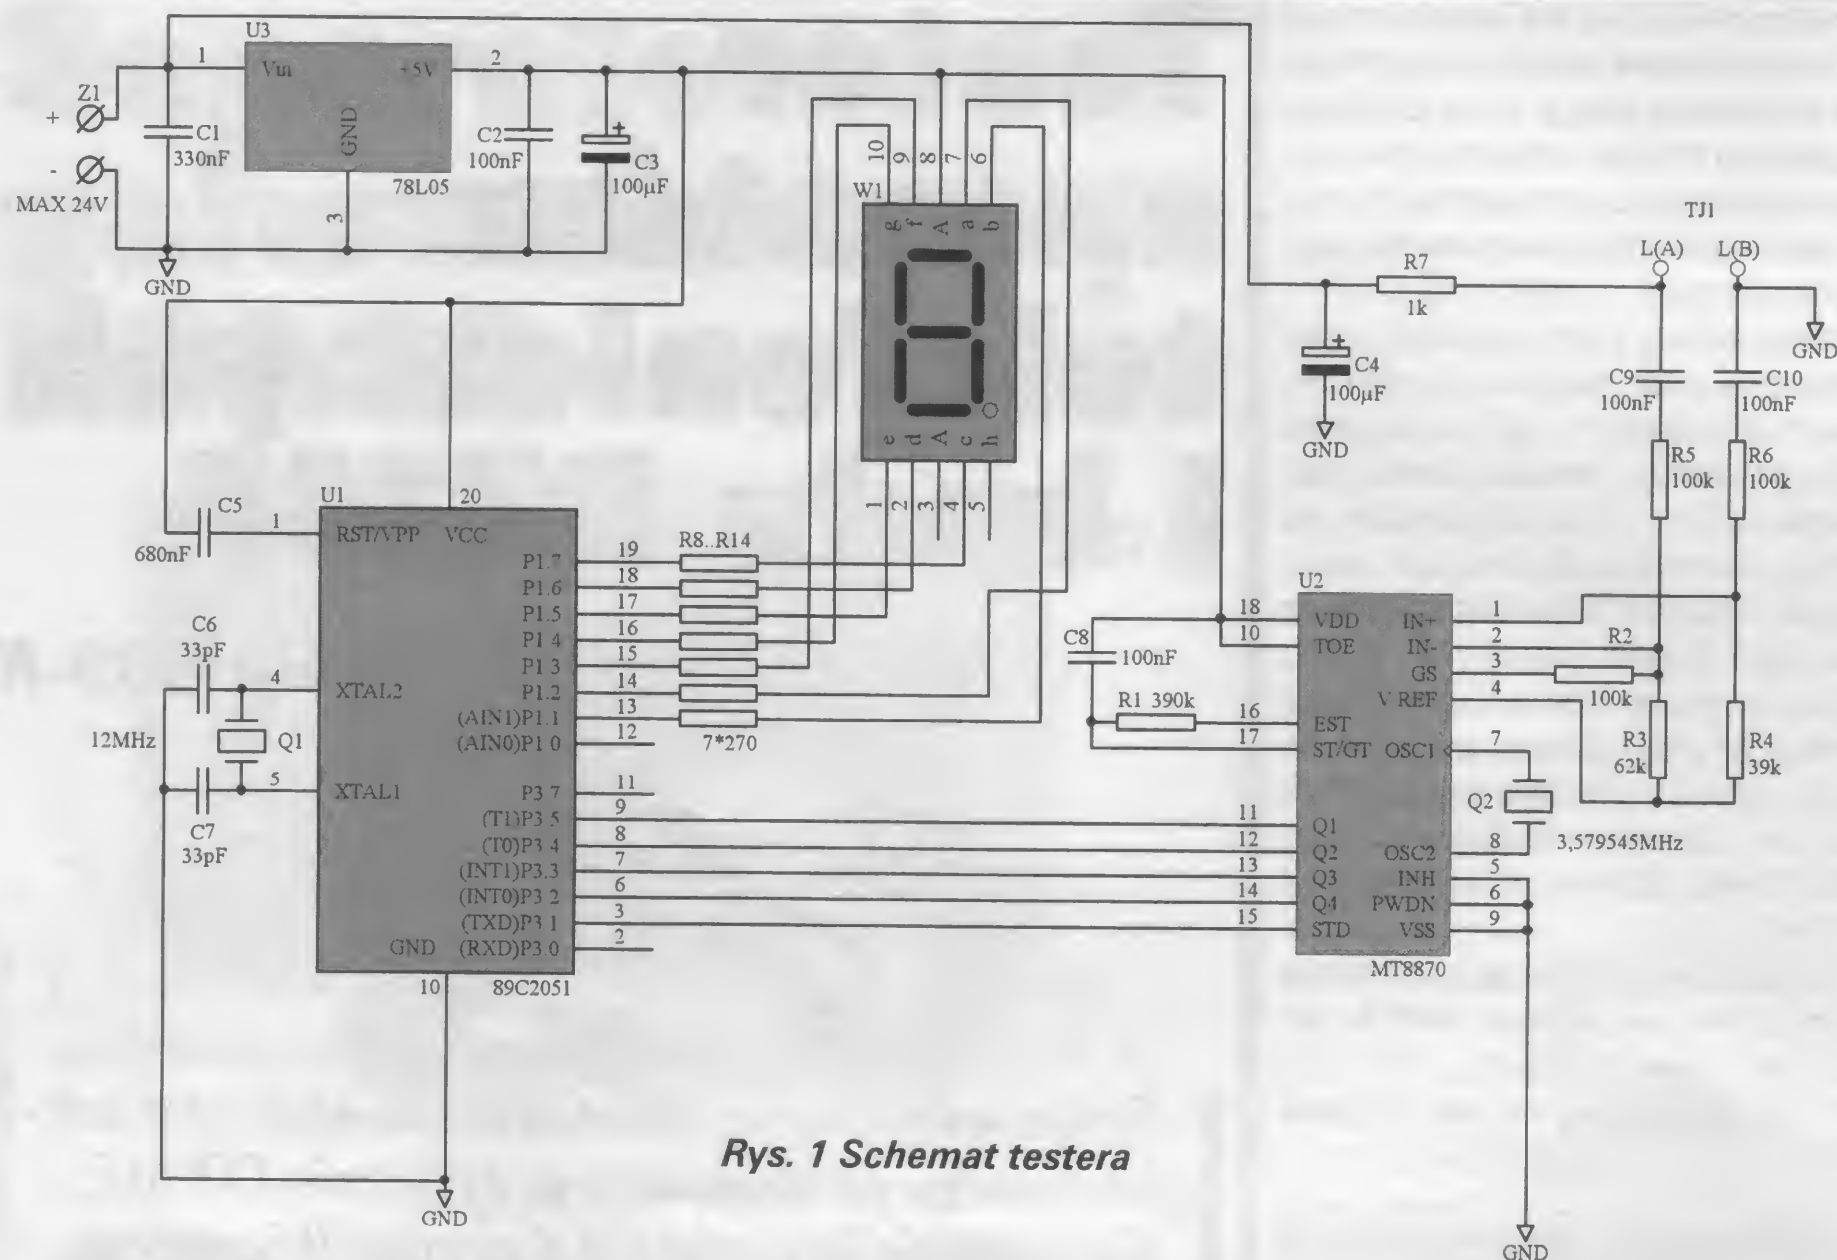 U3
1
Vin
+5V
2
GND
3
78L05
Z1
+
-
MAX 24V
C1
330nF
C2
100nF
+
C3
100µF
GND
W1
10
9
8
7
6
g
f
A
a
b
e
d
A
c
h
1
2
3
4
5
TJ1
L(A)
L(B)
R7
1k
GND
+
C4
100µF
GND
C9
100nF
C10
100nF
R5
100k
R6
100k
C5
680nF
U1
1
20
RST/VPP
VCC
P1.7
19
P1.6
18
P1.5
17
P1 4
16
P1 3
15
P1.2
14
(AIN1)P1.1
13
(AIN0)P1 0
12
R8..R14
7*270
P3 7
11
(T1)P3 5
9
(T0)P3 4
8
(INT1)P3.3
7
(INT0)P3 2
6
(TXD)P3 1
3
(RXD)P3.0
2
GND
10
89C2051
C6
33pF
4
XTAL2
12MHz
Q1
5
XTAL1
C7
33pF
GND
C8
100nF
R1 390k
U2
18
VDD
10
TOE
16
EST
17
ST/GT
11
Q1
12
Q2
13
Q3
14
Q4
15
STD
IN+
1
IN-
2
GS
3
V REF
4
OSC1
7
OSC2
8
INH
5
PWDN
6
VSS
9
MT8870
R2
100k
R3
62k
R4
39k
Q2
3,579545MHz
GND
Rys. 1 Schemat testera